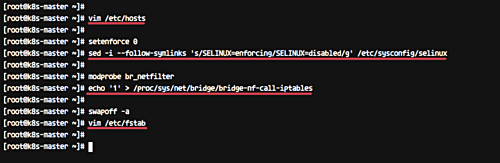 [root@k8s-master ~]#
[root@k8s-master ~]# vim /etc/hosts
[root@k8s-master ~]#
[root@k8s-master ~]# setenforce 0
[root@k8s-master ~]# sed -i --follow-symlinks 's/SELINUX=enforcing/SELINUX=disabled/g' /etc/sysconfig/selinux
[root@k8s-master ~]#
[root@k8s-master ~]# modprobe br_netfilter
[root@k8s-master ~]# echo '1' > /proc/sys/net/bridge/bridge-nf-call-iptables
[root@k8s-master ~]#
[root@k8s-master ~]# swapoff -a
[root@k8s-master ~]# vim /etc/fstab
[root@k8s-master ~]#
[root@k8s-master ~]#